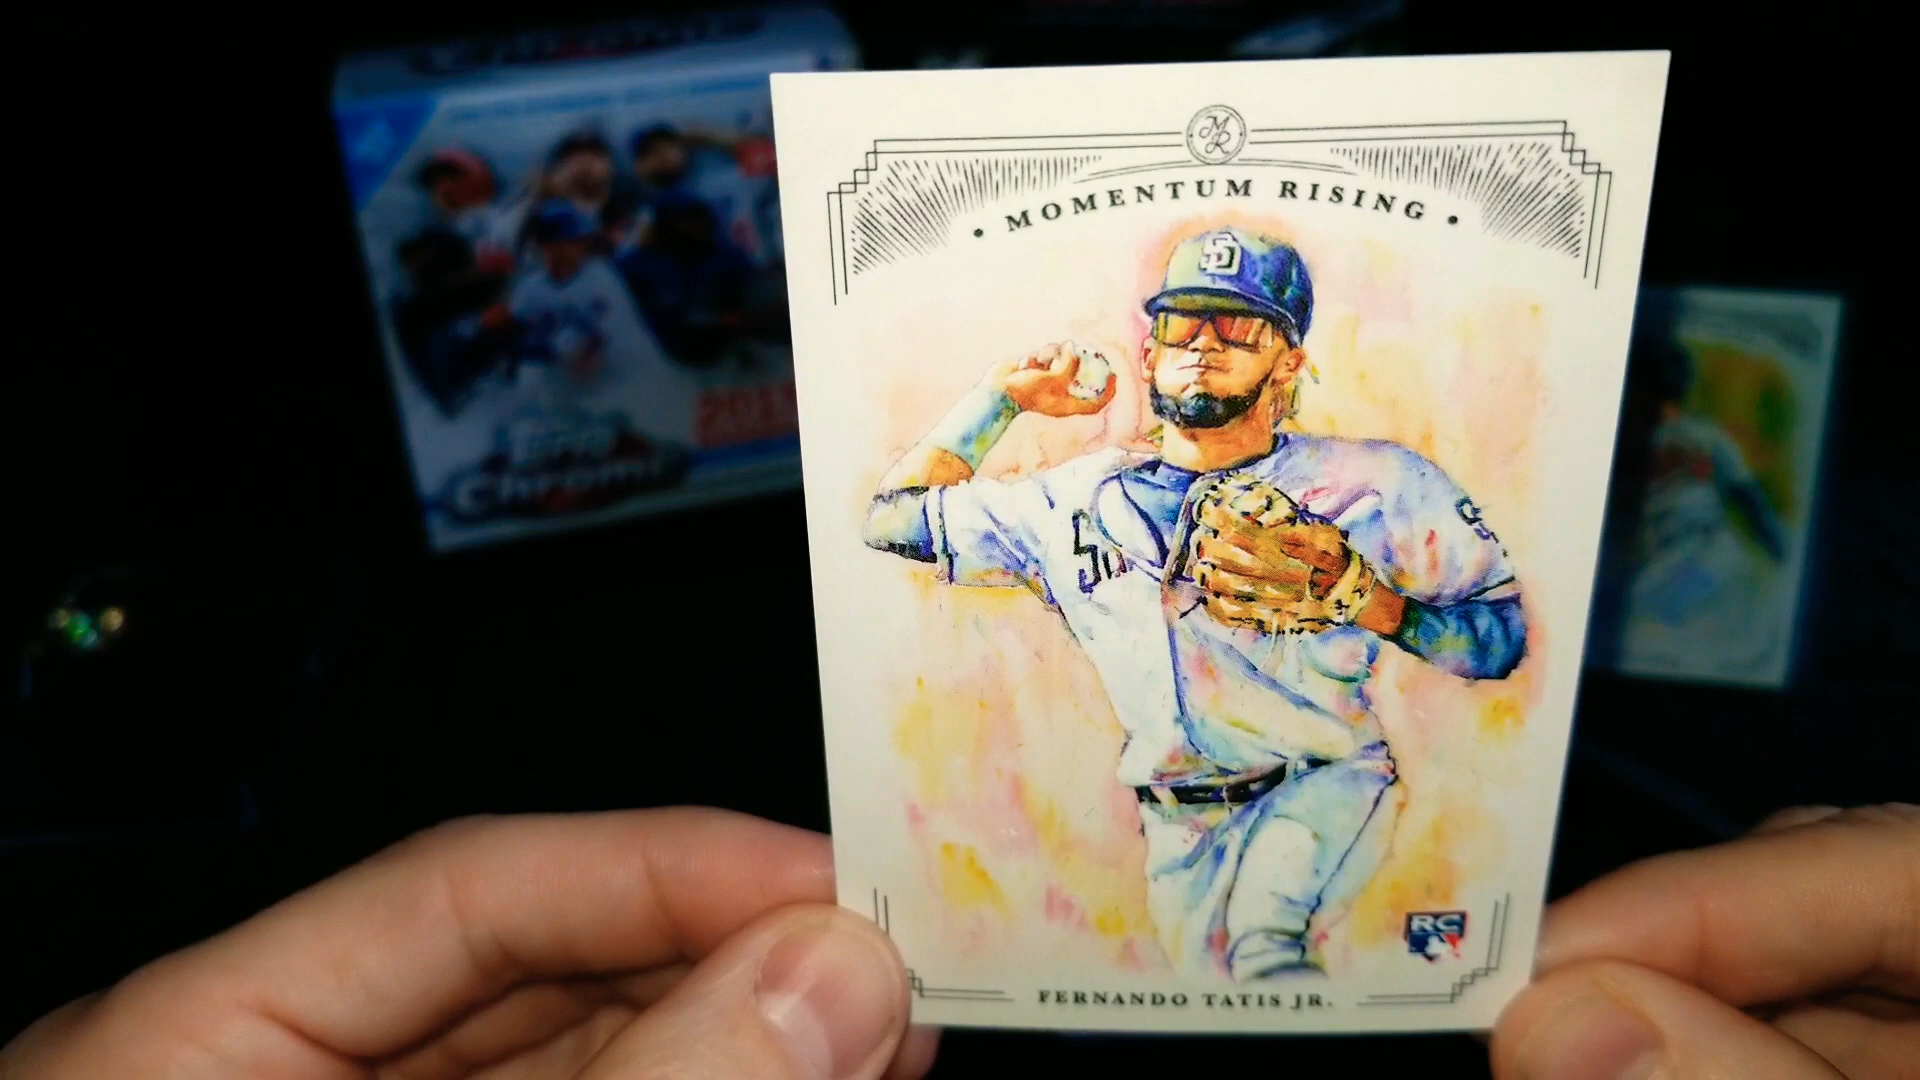 MR
• MOMENTUM RISING •
SD
RC
FERNANDO TATIS JR.
Chrome